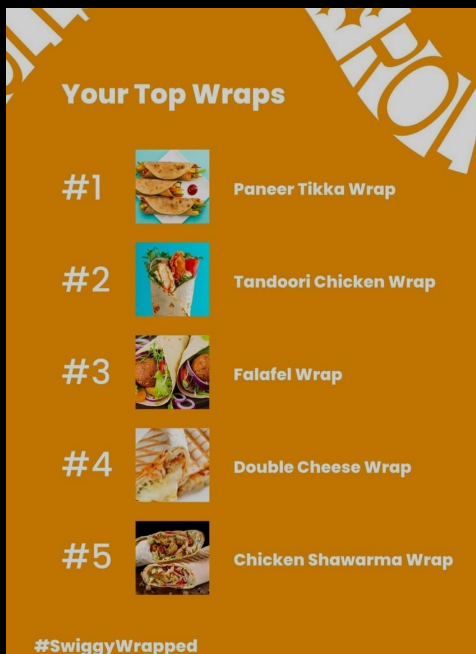 Your Top Wraps
#1 Paneer Tikka Wrap
#2 Tandoori Chicken Wrap
#3 Falafel Wrap
#4 Double Cheese Wrap
#5 Chicken Shawarma Wrap
#SwiggyWrapped